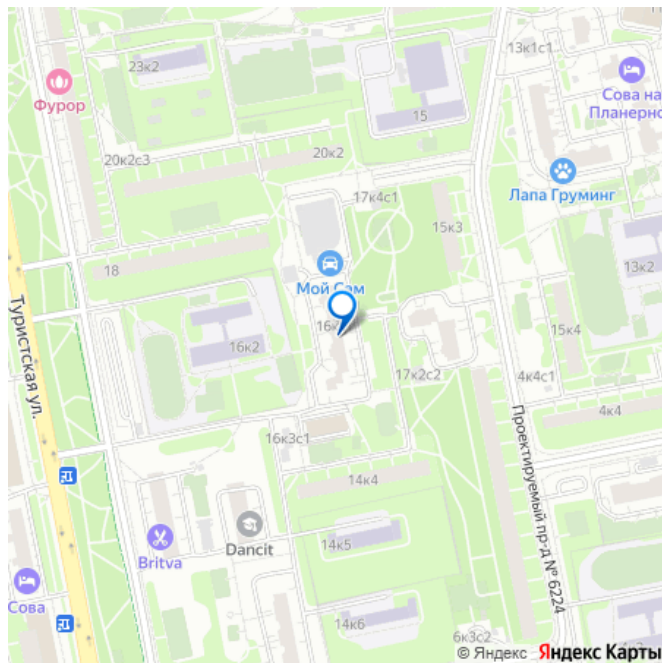 13к1с1
23к2
Фурор
Сова на
Планерно
15
20к2с3
20к2
Лапа Груминг
17к4с1
15к3
Мой Сам
18
13к2
Туристская ул.
16к2
15к4
17к2с2
4к4с1
4к4
Проектируемый пр-д № 6224
16к3с1
14к4
Britva
Dancit
14к5
Сова
14к6
6к3с2
© Яндекс Яндекс Карты